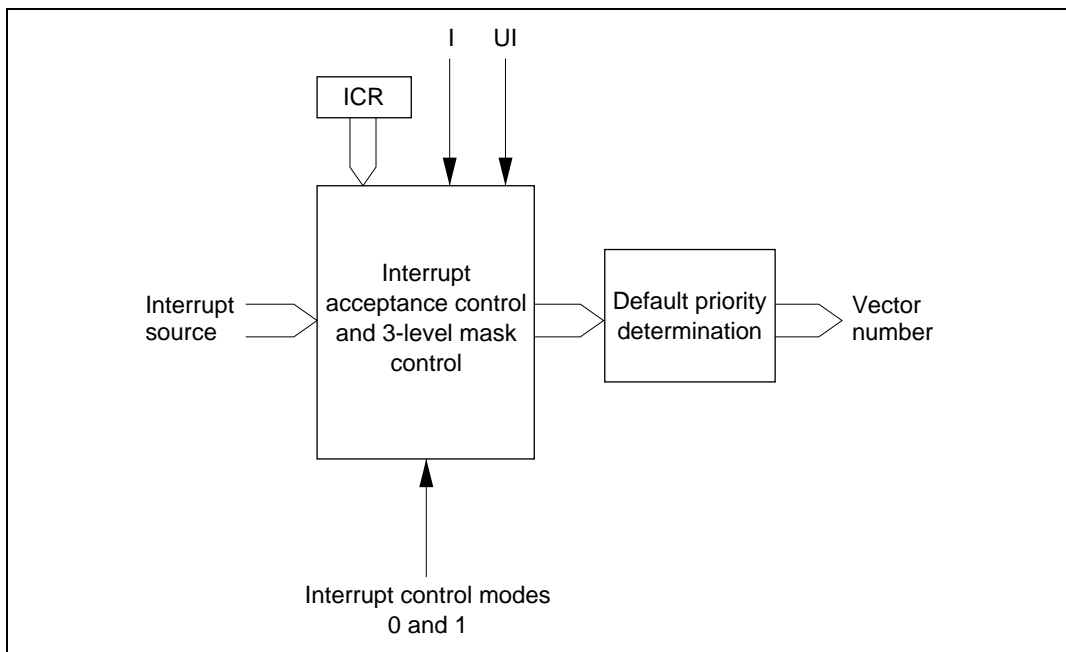 I UI
ICR
Interrupt
acceptance control
and 3-level mask
control
Interrupt
source
Default priority
determination
Vector
number
Interrupt control modes
0 and 1